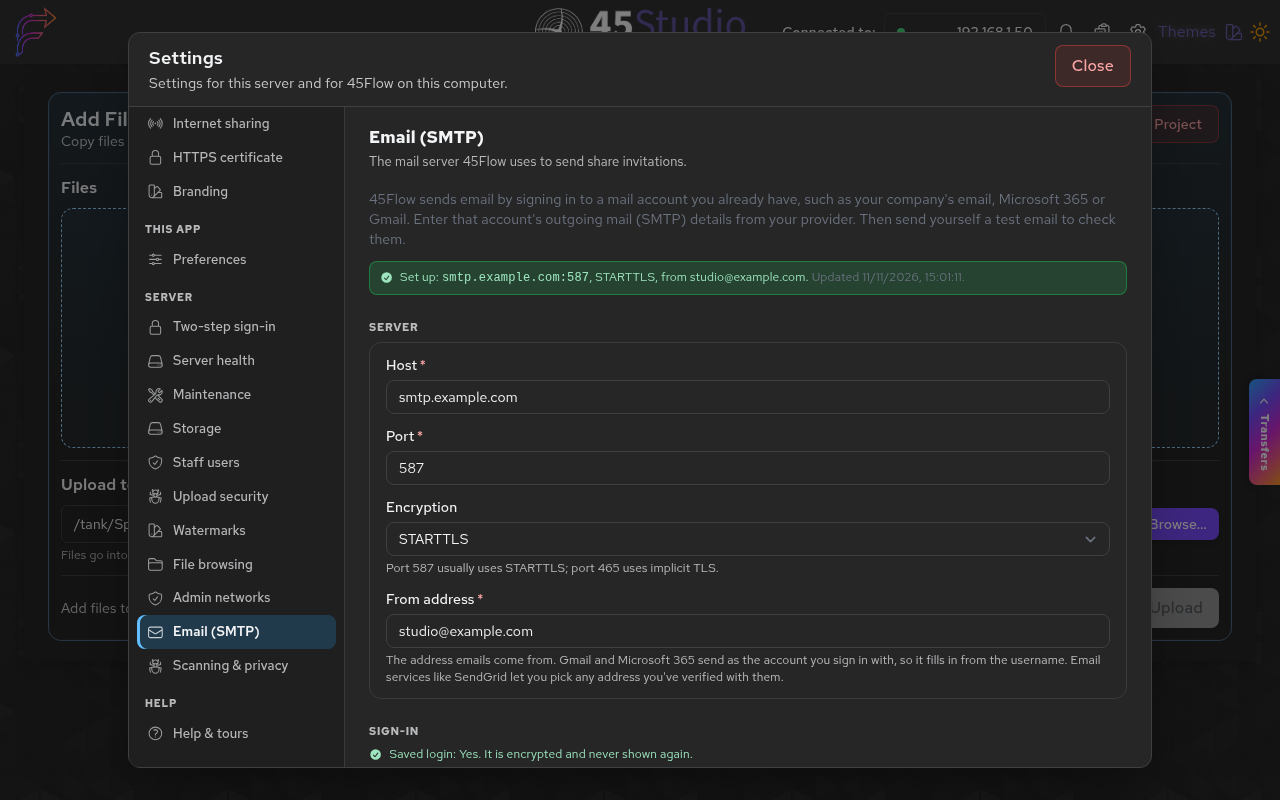 45Studio
Connected to:
192.168.1.50
Themes
Settings
Settings for this server and for 45Flow on this computer.
Close
Add Fil
Copy files
Project
Files
Upload to
/tank/Sp
Files go into
Browse...
Add files to
Upload
Transfers
Internet sharing
HTTPS certificate
Branding
THIS APP
Preferences
SERVER
Two-step sign-in
Server health
Maintenance
Storage
Staff users
Upload security
Watermarks
File browsing
Admin networks
Email (SMTP)
Scanning & privacy
HELP
Help & tours
Email (SMTP)
The mail server 45Flow uses to send share invitations.
45Flow sends email by signing in to a mail account you already have, such as your company's email, Microsoft 365 or
Gmail. Enter that account's outgoing mail (SMTP) details from your provider. Then send yourself a test email to check
them.
Set up: smtp.example.com:587, STARTTLS, from studio@example.com. Updated 11/11/2026, 15:01:11.
SERVER
Host *
smtp.example.com
Port *
587
Encryption
STARTTLS
Port 587 usually uses STARTTLS; port 465 uses implicit TLS.
From address *
studio@example.com
The address emails come from. Gmail and Microsoft 365 send as the account you sign in with, so it fills in from the username. Email
services like SendGrid let you pick any address you've verified with them.
SIGN-IN
Saved login: Yes. It is encrypted and never shown again.